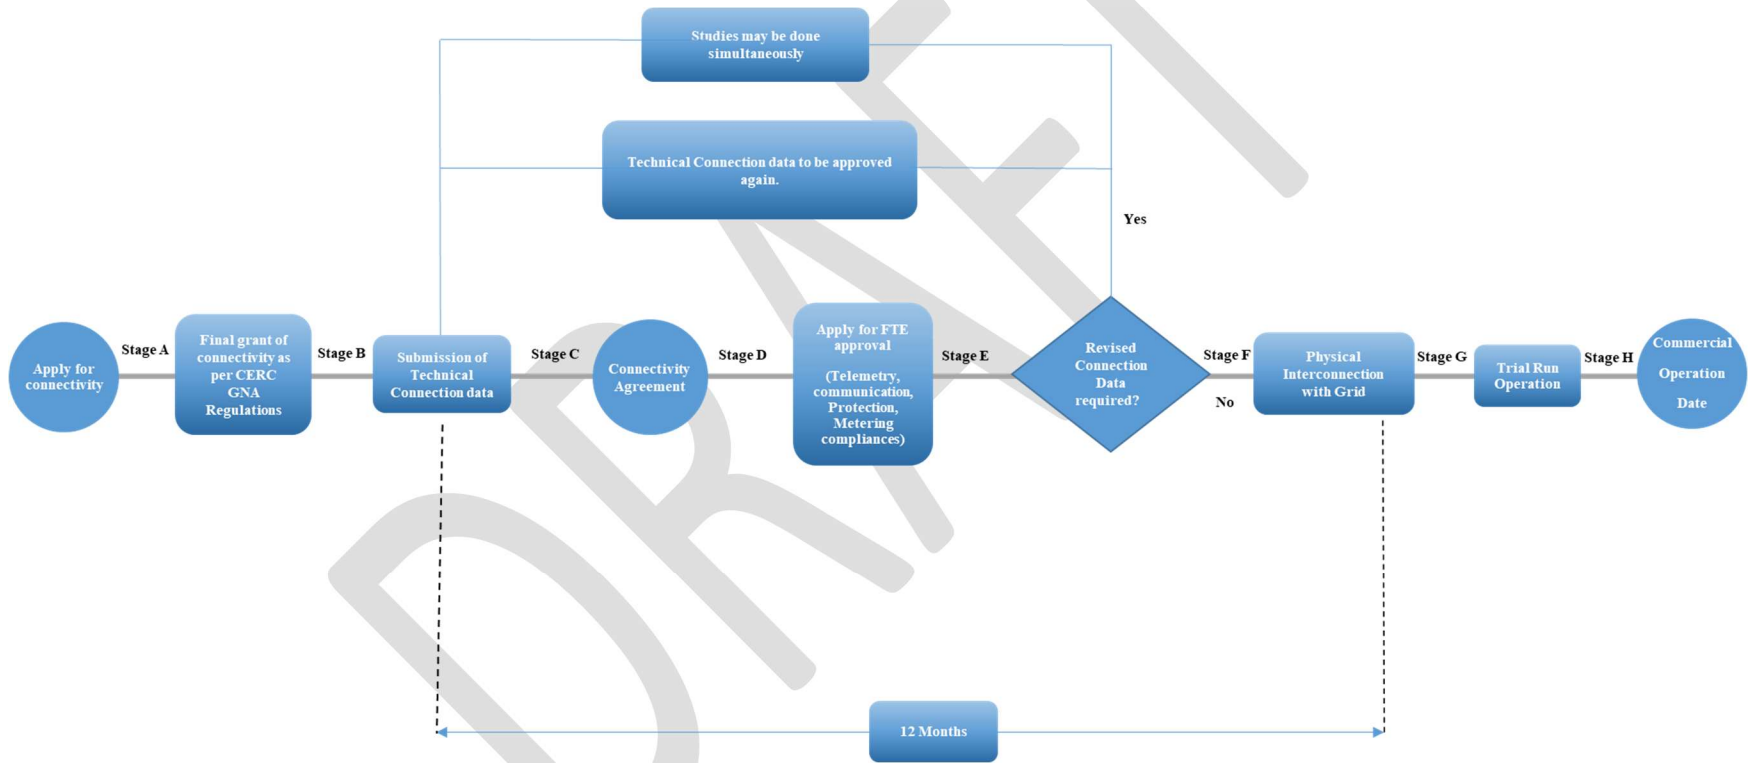 Studies may be done
simultaneously
Technical Connection data to be approved
again.
Yes
Apply for
connectivity
Stage A
Final grant of
connectivity as
per CERC
GNA
Regulations
Stage B
Submission of
Technical
Connection data
Stage C
Connectivity
Agreement
Stage D
Apply for FTE
approval
(Telemetry,
communication,
Protection,
Metering
compliances)
Stage E
Revised
Connection
Data
required?
Stage F
No
Physical
Interconnection
with Grid
Stage G
Trial Run
Operation
Stage H
Commercial
Operation
Date
12 Months
DRAFT